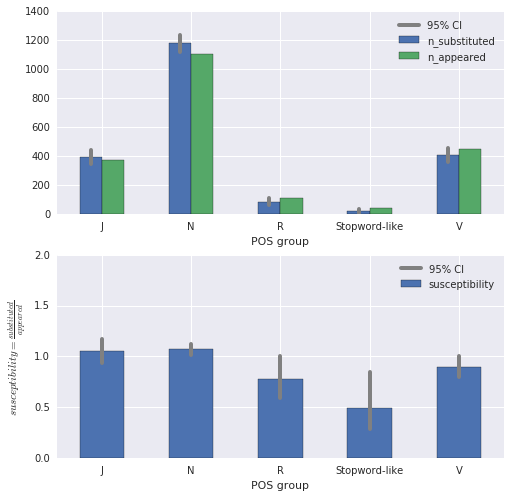 1400
1200
1000
800
600
400
200
0
95% CI
n_substituted
n_appeared
J N R Stopword-like V
POS group
2.0
1.5
1.0
0.5
0.0
susceptibility = substituted/appeared
95% CI
susceptibility
J N R Stopword-like V
POS group